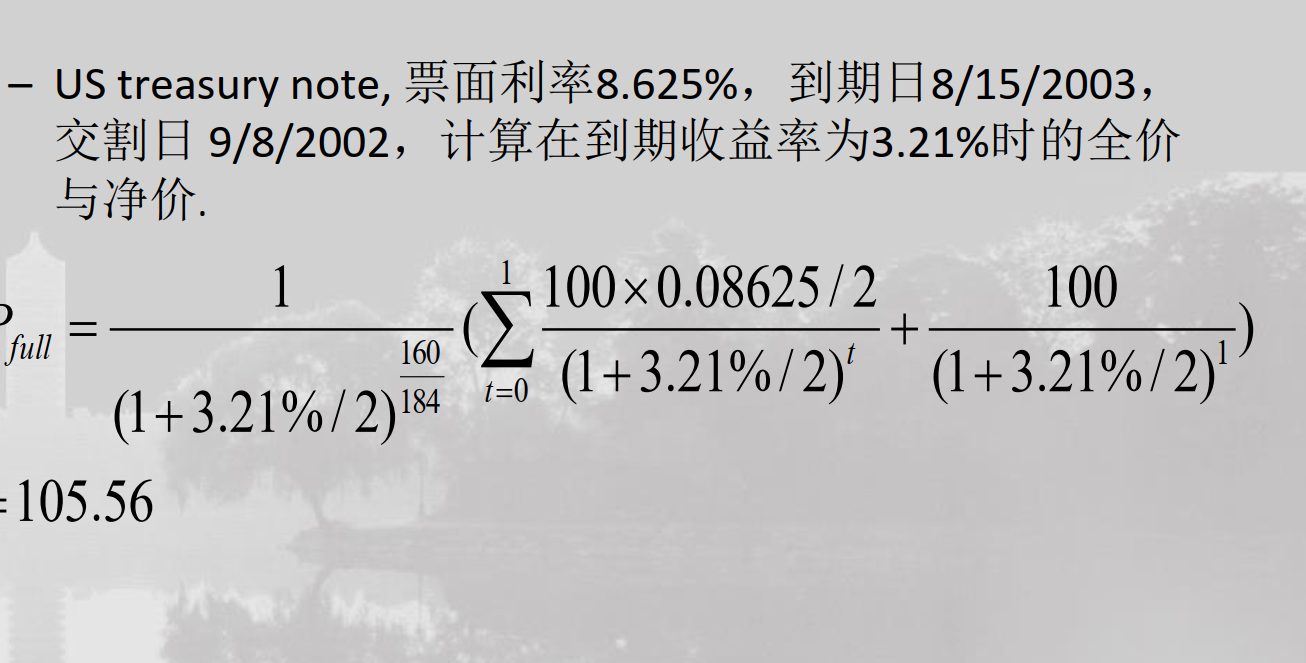 – US treasury note, 票面利率8.625%，到期日8/15/2003，
交割日 9/8/2002，计算在到期收益率为3.21%时的全价
与净价.
P_{full} = \frac{1}{(1+3.21\%/2)^{\frac{160}{184}}} (\sum_{t=0}^{1} \frac{100×0.08625/2}{(1+3.21\%/2)^{t}} + \frac{100}{(1+3.21\%/2)^{1}})
=105.56